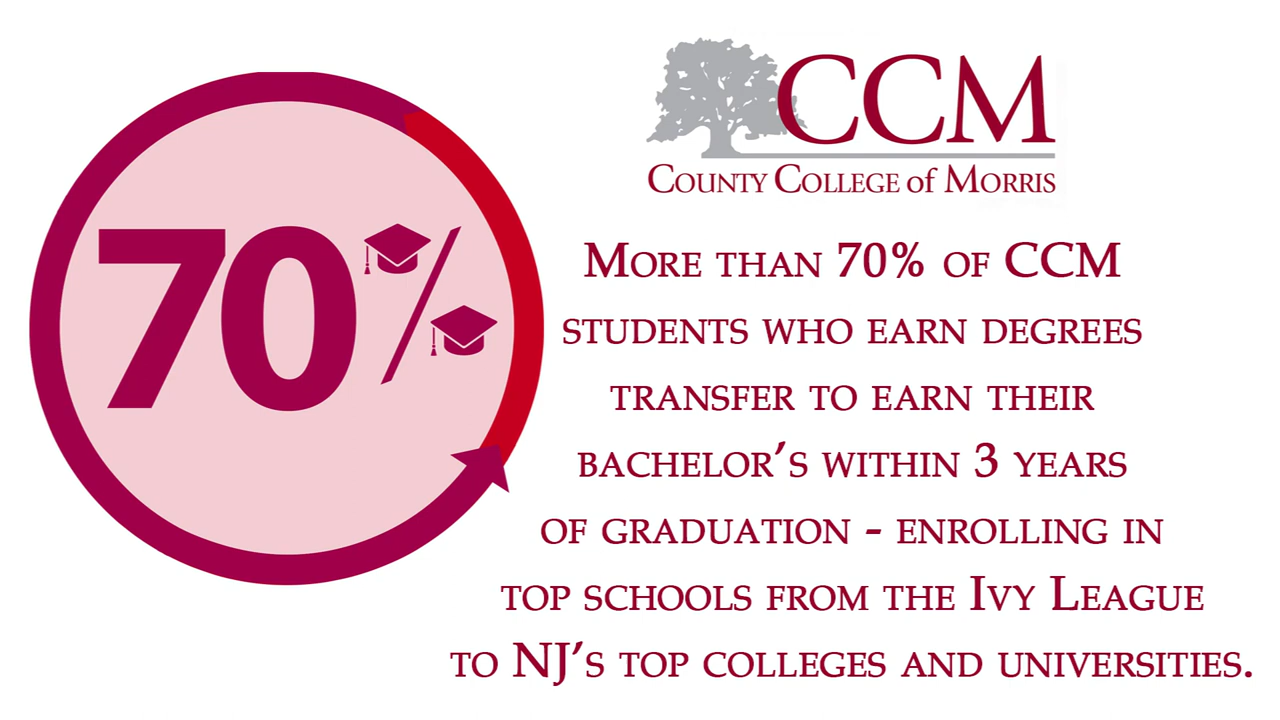 70%
CCM
County College of Morris
More than 70% of CCM
students who earn degrees
transfer to earn their
bachelor's within 3 years
of graduation - enrolling in
top schools from the Ivy League
to NJ's top colleges and universities.